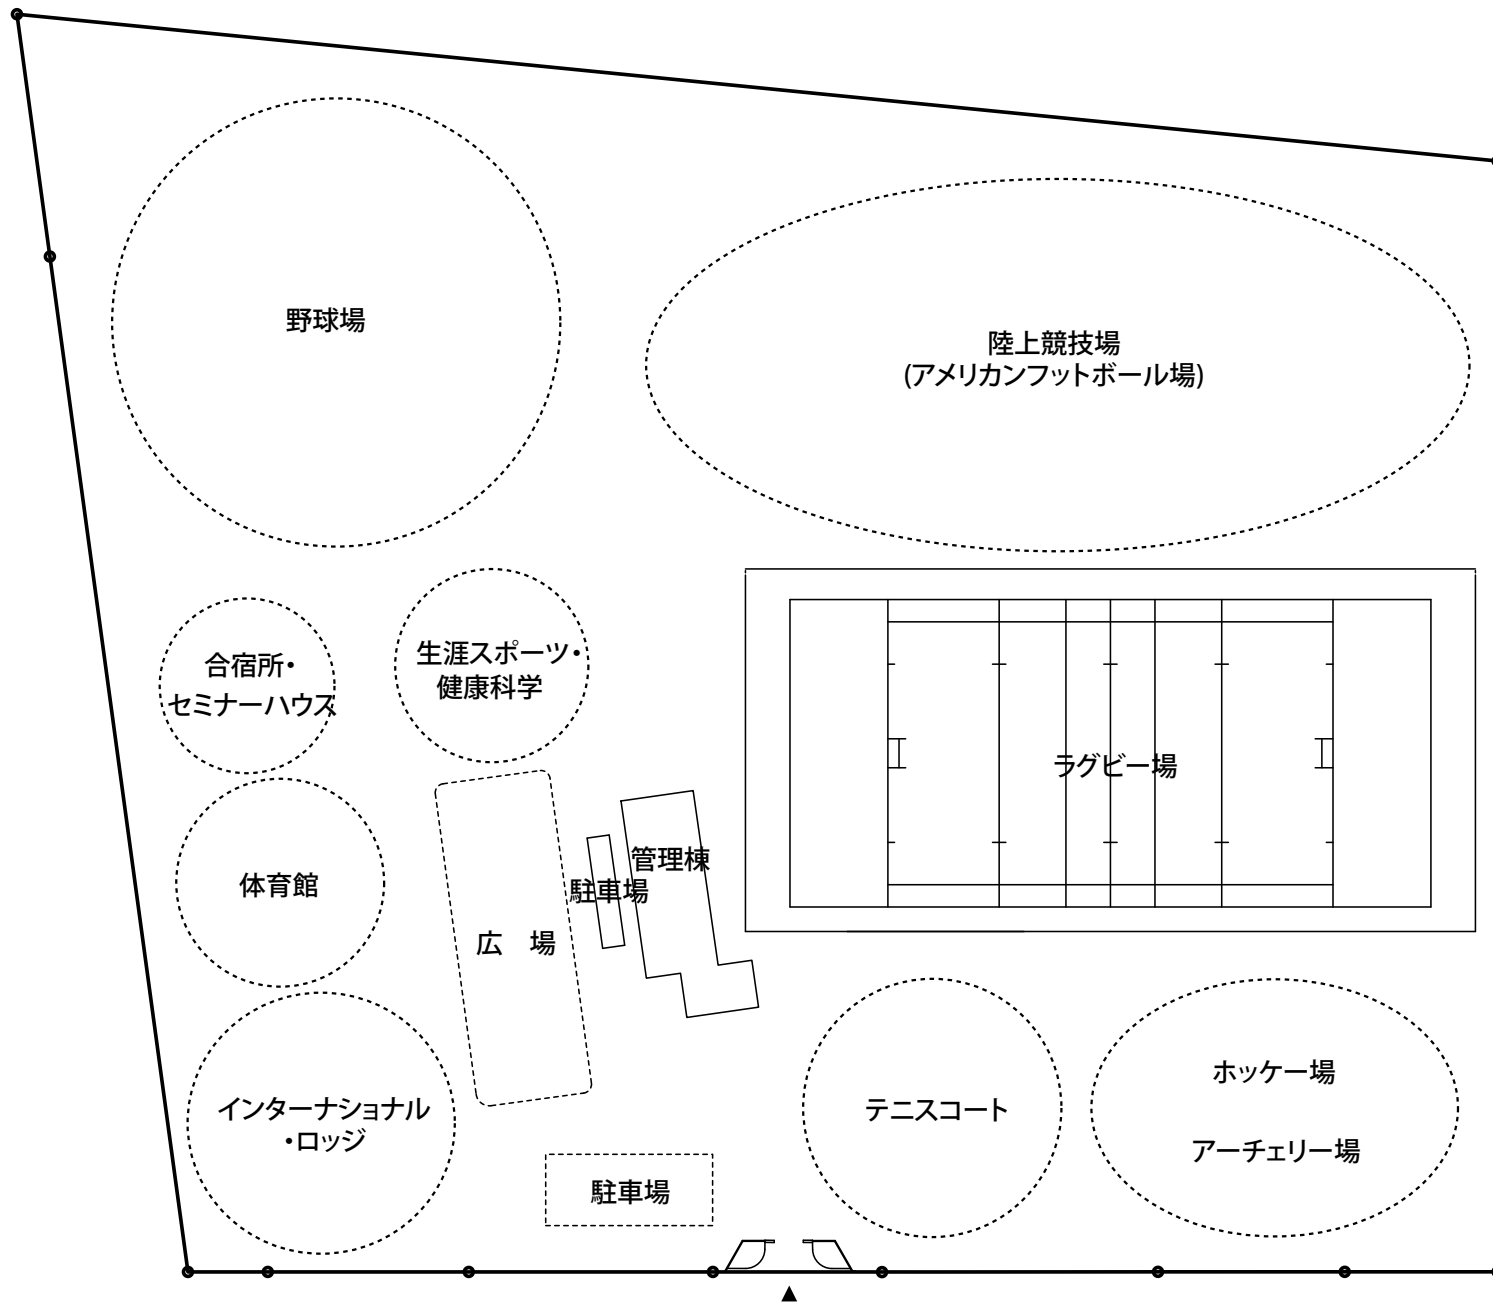 野球場
陸上競技場
(アメリカンフットボール場)
合宿所・
セミナーハウス
生涯スポーツ・
健康科学
ラグビー場
管理棟
駐車場
体育館
広　場
インターナショナル
・ロッジ
テニスコート
ホッケー場
アーチェリー場
駐車場